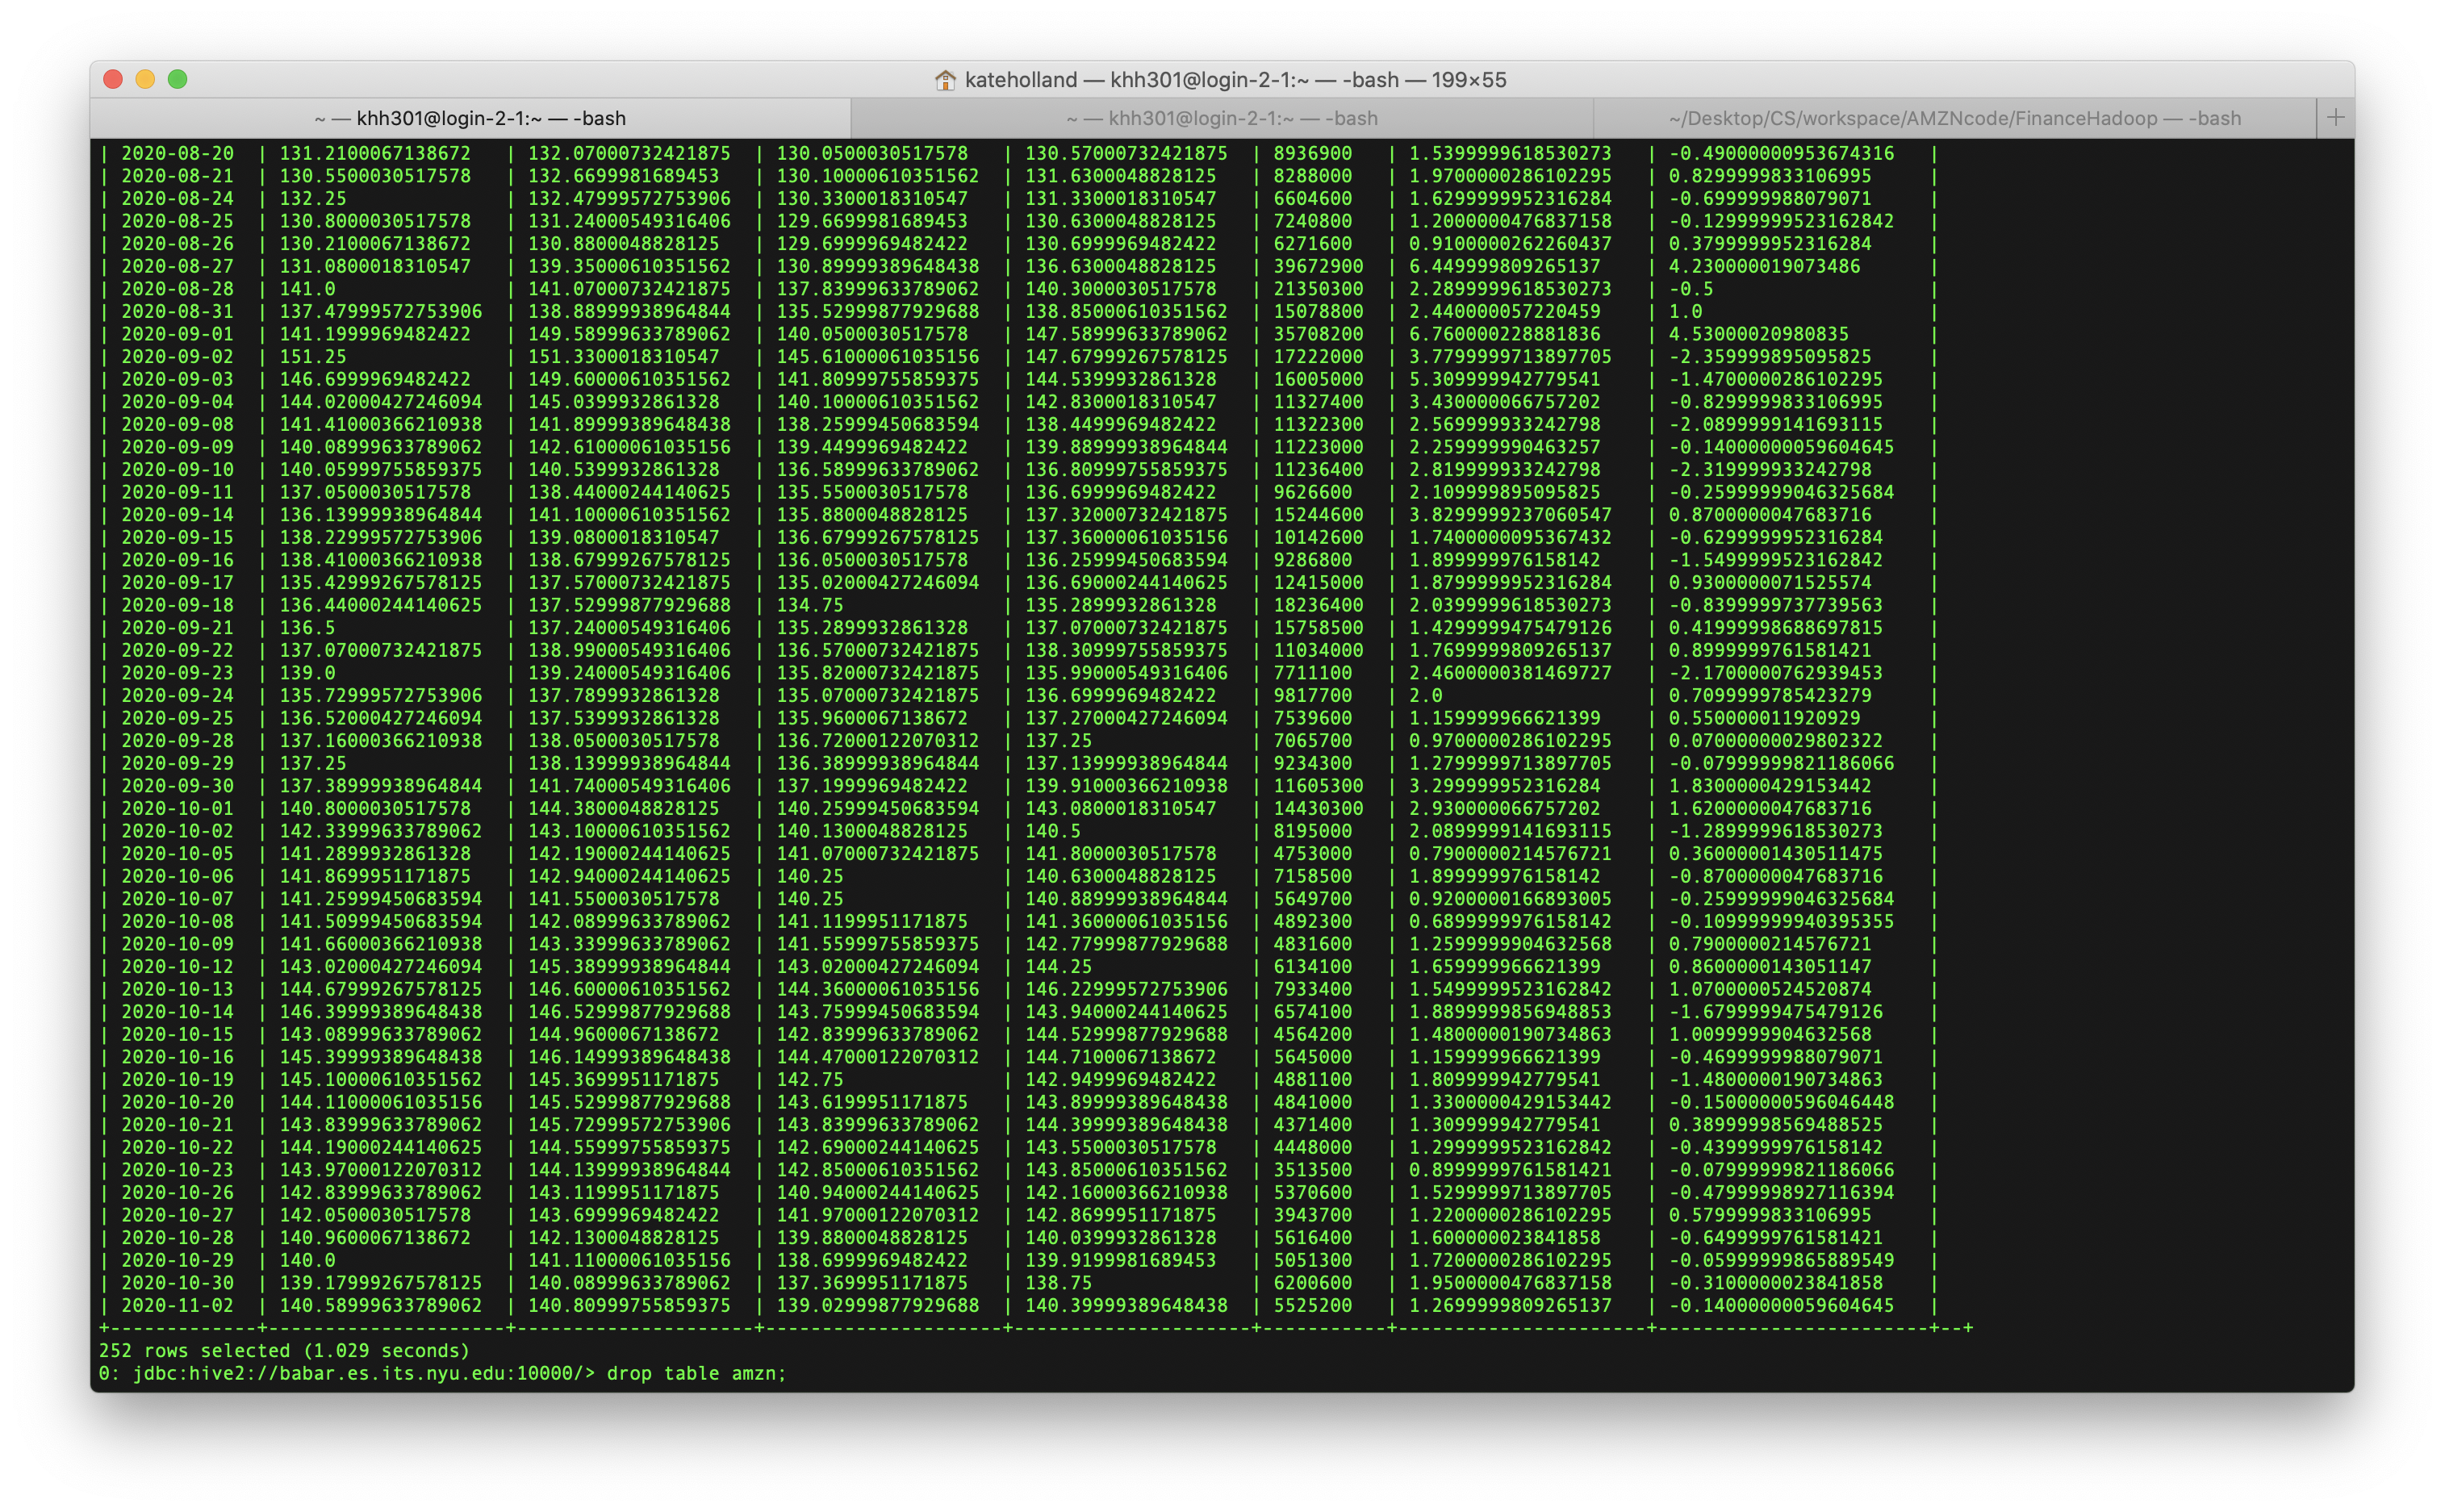 kateholland — khh301@login-2-1:~ — -bash — 199×55
~ — khh301@login-2-1:~ — -bash ~ — khh301@login-2-1:~ — -bash ~/Desktop/CS/workspace/AMZNcode/FinanceHadoop — -bash +
| 2020-08-20 | 131.2100067138672 | 132.07000732421875 | 130.0500030517578 | 130.57000732421875 | 8936900 | 1.5399999618530273 | -0.49000000953674316 |
| 2020-08-21 | 130.5500030517578 | 132.6699981689453 | 130.10000610351562 | 131.6300048828125 | 8288000 | 1.9700000286102295 | 0.8299999833106995 |
| 2020-08-24 | 132.25 | 132.47999572753906 | 130.3300018310547 | 131.3300018310547 | 6604600 | 1.6299999952316284 | -0.699999988079071 |
| 2020-08-25 | 130.8000030517578 | 131.24000549316406 | 129.6699981689453 | 130.6300048828125 | 7240800 | 1.2000000476837158 | -0.12999999523162842 |
| 2020-08-26 | 130.2100067138672 | 130.8800048828125 | 129.6999969482422 | 130.6999969482422 | 6271600 | 0.9100000262260437 | 0.3799999952316284 |
| 2020-08-27 | 131.0800018310547 | 139.35000610351562 | 130.89999389648438 | 136.6300048828125 | 39672900 | 6.449999809265137 | 4.230000019073486 |
| 2020-08-28 | 141.0 | 141.07000732421875 | 137.83999633789062 | 140.3000030517578 | 21350300 | 2.2899999618530273 | -0.5 |
| 2020-08-31 | 137.47999572753906 | 138.88999938964844 | 135.52999877929688 | 138.85000610351562 | 15078800 | 2.440000057220459 | 1.0 |
| 2020-09-01 | 141.1999969482422 | 149.58999633789062 | 140.0500030517578 | 147.58999633789062 | 35708200 | 6.760000228881836 | 4.53000020980835 |
| 2020-09-02 | 151.25 | 151.3300018310547 | 145.61000061035156 | 147.67999267578125 | 17222000 | 3.7799999713897705 | -2.359999895095825 |
| 2020-09-03 | 146.6999969482422 | 149.60000610351562 | 141.80999755859375 | 144.5399932861328 | 16005000 | 5.309999942779541 | -1.4700000286102295 |
| 2020-09-04 | 144.02000427246094 | 145.0399932861328 | 140.10000610351562 | 142.8300018310547 | 11327400 | 3.430000066757202 | -0.8299999833106995 |
| 2020-09-08 | 141.41000366210938 | 141.89999389648438 | 138.25999450683594 | 138.4499969482422 | 11322300 | 2.569999933242798 | -2.0899999141693115 |
| 2020-09-09 | 140.08999633789062 | 142.61000061035156 | 139.4499969482422 | 139.88999938964844 | 11223000 | 2.259999990463257 | -0.14000000059604645 |
| 2020-09-10 | 140.05999755859375 | 140.5399932861328 | 136.58999633789062 | 136.80999755859375 | 11236400 | 2.819999933242798 | -2.319999933242798 |
| 2020-09-11 | 137.0500030517578 | 138.44000244140625 | 135.5500030517578 | 136.6999969482422 | 9626600 | 2.109999895095825 | -0.25999999046325684 |
| 2020-09-14 | 136.13999938964844 | 141.10000610351562 | 135.8800048828125 | 137.32000732421875 | 15244600 | 3.8299999237060547 | 0.8700000047683716 |
| 2020-09-15 | 138.22999572753906 | 139.0800018310547 | 136.67999267578125 | 137.36000061035156 | 10142600 | 1.7400000095367432 | -0.6299999952316284 |
| 2020-09-16 | 138.41000366210938 | 138.67999267578125 | 136.0500030517578 | 136.25999450683594 | 9286800 | 1.899999976158142 | -1.5499999523162842 |
| 2020-09-17 | 135.42999267578125 | 137.57000732421875 | 135.02000427246094 | 136.69000244140625 | 12415000 | 1.8799999952316284 | 0.9300000071525574 |
| 2020-09-18 | 136.44000244140625 | 137.52999877929688 | 134.75 | 135.2899932861328 | 18236400 | 2.0399999618530273 | -0.8399999737739563 |
| 2020-09-21 | 136.5 | 137.24000549316406 | 135.2899932861328 | 137.07000732421875 | 15758500 | 1.4299999475479126 | 0.41999998688697815 |
| 2020-09-22 | 137.07000732421875 | 138.99000549316406 | 136.57000732421875 | 138.30999755859375 | 11034000 | 1.7699999809265137 | 0.8999999761581421 |
| 2020-09-23 | 139.0 | 139.24000549316406 | 135.82000732421875 | 135.99000549316406 | 7711100 | 2.4600000381469727 | -2.1700000762939453 |
| 2020-09-24 | 135.72999572753906 | 137.7899932861328 | 135.07000732421875 | 136.6999969482422 | 9817700 | 2.0 | 0.7099999785423279 |
| 2020-09-25 | 136.52000427246094 | 137.5399932861328 | 135.9600067138672 | 137.27000427246094 | 7539600 | 1.159999966621399 | 0.550000011920929 |
| 2020-09-28 | 137.16000366210938 | 138.0500030517578 | 136.72000122070312 | 137.25 | 7065700 | 0.9700000286102295 | 0.07000000029802322 |
| 2020-09-29 | 137.25 | 138.13999938964844 | 136.38999938964844 | 137.13999938964844 | 9234300 | 1.2799999713897705 | -0.07999999821186066 |
| 2020-09-30 | 137.38999938964844 | 141.74000549316406 | 137.1999969482422 | 139.91000366210938 | 11605300 | 3.299999952316284 | 1.8300000429153442 |
| 2020-10-01 | 140.8000030517578 | 144.3800048828125 | 140.25999450683594 | 143.0800018310547 | 14430300 | 2.930000066757202 | 1.6200000047683716 |
| 2020-10-02 | 142.33999633789062 | 143.10000610351562 | 140.1300048828125 | 140.5 | 8195000 | 2.0899999141693115 | -1.2899999618530273 |
| 2020-10-05 | 141.2899932861328 | 142.19000244140625 | 141.07000732421875 | 141.8000030517578 | 4753000 | 0.7900000214576721 | 0.36000001430511475 |
| 2020-10-06 | 141.8699951171875 | 142.94000244140625 | 140.25 | 140.6300048828125 | 7158500 | 1.899999976158142 | -0.8700000047683716 |
| 2020-10-07 | 141.25999450683594 | 141.5500030517578 | 140.25 | 140.88999938964844 | 5649700 | 0.9200000166893005 | -0.25999999046325684 |
| 2020-10-08 | 141.50999450683594 | 142.08999633789062 | 141.1199951171875 | 141.36000061035156 | 4892300 | 0.6899999976158142 | -0.10999999940395355 |
| 2020-10-09 | 141.66000366210938 | 143.33999633789062 | 141.55999755859375 | 142.77999877929688 | 4831600 | 1.2599999904632568 | 0.7900000214576721 |
| 2020-10-12 | 143.02000427246094 | 145.38999938964844 | 143.02000427246094 | 144.25 | 6134100 | 1.659999966621399 | 0.8600000143051147 |
| 2020-10-13 | 144.67999267578125 | 146.60000610351562 | 144.36000061035156 | 146.22999572753906 | 7933400 | 1.5499999523162842 | 1.0700000524520874 |
| 2020-10-14 | 146.39999389648438 | 146.52999877929688 | 143.75999450683594 | 143.94000244140625 | 6574100 | 1.8899999856948853 | -1.6799999475479126 |
| 2020-10-15 | 143.08999633789062 | 144.9600067138672 | 142.83999633789062 | 144.52999877929688 | 4564200 | 1.4800000190734863 | 1.0099999904632568 |
| 2020-10-16 | 145.39999389648438 | 146.14999389648438 | 144.47000122070312 | 144.7100067138672 | 5645000 | 1.159999966621399 | -0.4699999988079071 |
| 2020-10-19 | 145.10000610351562 | 145.3699951171875 | 142.75 | 142.9499969482422 | 4881100 | 1.809999942779541 | -1.4800000190734863 |
| 2020-10-20 | 144.11000061035156 | 145.52999877929688 | 143.6199951171875 | 143.89999389648438 | 4841000 | 1.3300000429153442 | -0.15000000596046448 |
| 2020-10-21 | 143.83999633789062 | 145.72999572753906 | 143.83999633789062 | 144.39999389648438 | 4371400 | 1.309999942779541 | 0.38999998569488525 |
| 2020-10-22 | 144.19000244140625 | 144.55999755859375 | 142.69000244140625 | 143.5500030517578 | 4448000 | 1.2999999523162842 | -0.4399999976158142 |
| 2020-10-23 | 143.97000122070312 | 144.13999938964844 | 142.85000610351562 | 143.85000610351562 | 3513500 | 0.8999999761581421 | -0.07999999821186066 |
| 2020-10-26 | 142.83999633789062 | 143.1199951171875 | 140.94000244140625 | 142.16000366210938 | 5370600 | 1.5299999713897705 | -0.47999998927116394 |
| 2020-10-27 | 142.0500030517578 | 143.6999969482422 | 141.97000122070312 | 142.8699951171875 | 3943700 | 1.2200000286102295 | 0.5799999833106995 |
| 2020-10-28 | 140.9600067138672 | 142.1300048828125 | 139.8800048828125 | 140.0399932861328 | 5616400 | 1.600000023841858 | -0.6499999761581421 |
| 2020-10-29 | 140.0 | 141.11000061035156 | 138.6999969482422 | 139.9199981689453 | 5051300 | 1.7200000286102295 | -0.05999999865889549 |
| 2020-10-30 | 139.17999267578125 | 140.08999633789062 | 137.3699951171875 | 138.75 | 6200600 | 1.9500000476837158 | -0.3100000023841858 |
| 2020-11-02 | 140.58999633789062 | 140.80999755859375 | 139.02999877929688 | 140.39999389648438 | 5525200 | 1.2699999809265137 | -0.14000000059604645 |
+-------------+---------------------+---------------------+---------------------+---------------------+-----------+----------------------+------------------------+--+
252 rows selected (1.029 seconds)
0: jdbc:hive2://babar.es.its.nyu.edu:10000/> drop table amzn;